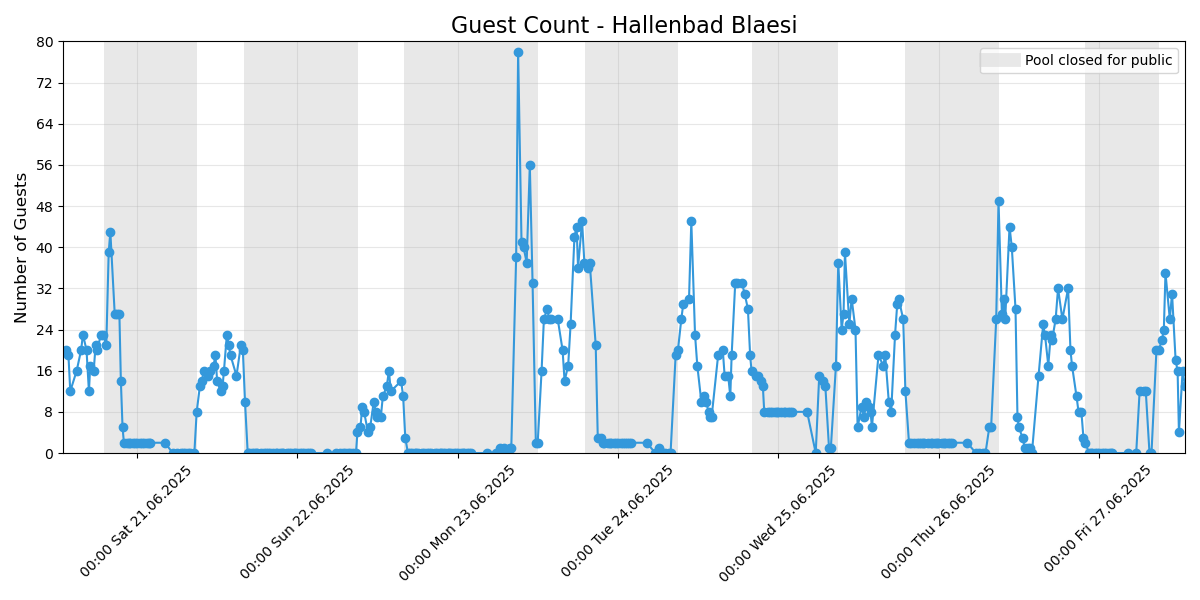 Guest Count - Hallenbad Blaesi
Pool closed for public
Number of Guests
80
72
64
56
48
40
32
24
16
8
0
00:00 Sat 21.06.2025
00:00 Sun 22.06.2025
00:00 Mon 23.06.2025
00:00 Tue 24.06.2025
00:00 Wed 25.06.2025
00:00 Thu 26.06.2025
00:00 Fri 27.06.2025